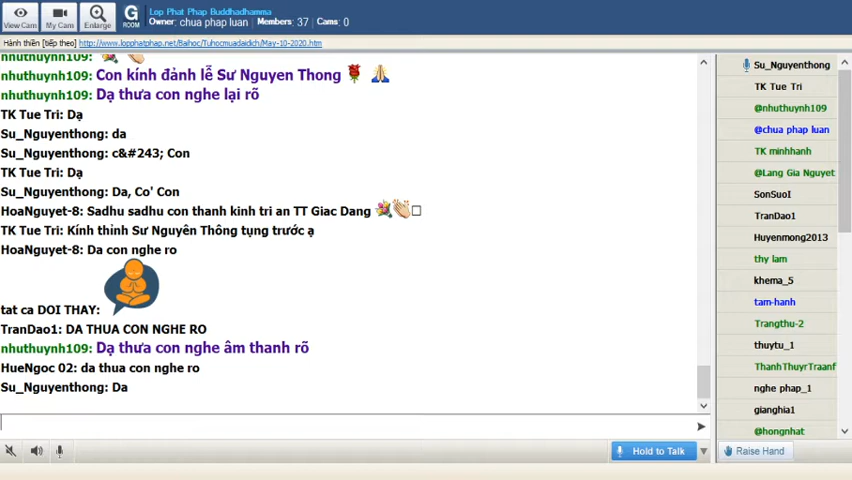 View Cam
My Cam
Enlarge
G
ROOM
Lop Phat Phap Buddhadhamma
Owner: chua phap luan Members: 37 Cams: 0
Hành thiền [tiếp theo] http://www.lopphatphap.net/Baihoc/Tuhocmuadaidich/May-10-2020.htm
nhuthuynh109:
nhuthuynh109: Con kính đảnh lễ Sư Nguyen Thong
nhuthuynh109: Dạ thưa con nghe lại rõ
TK Tue Tri: Dạ
Su_Nguyenthong: da
Su_Nguyenthong: c&#243; Con
TK Tue Tri: Dạ
Su_Nguyenthong: Da, Co' Con
HoaNguyet-8: Sadhu sadhu con thanh kinh tri an TT Giac Dang
TK Tue Tri: Kính thỉnh Sư Nguyên Thông tụng trước ạ
HoaNguyet-8: Da con nghe ro
tat ca DOI THAY:
TranDao1: DA THUA CON NGHE RO
nhuthuynh109: Dạ thưa con nghe âm thanh rõ
HueNgoc 02: da thua con nghe ro
Su_Nguyenthong: Da
Su_Nguyenthong
TK Tue Tri
@nhuthuynh109
@chua phap luan
TK minhhanh
@Lang Gia Nguyet
SonSuoI
TranDao1
Huyenmong2013
thy lam
khema_5
tam-hanh
Trangthu-2
thuytu_1
ThanhThuyrTraanf
nghe phap_1
gianghia1
@hongnhat
Hold to Talk
Raise Hand